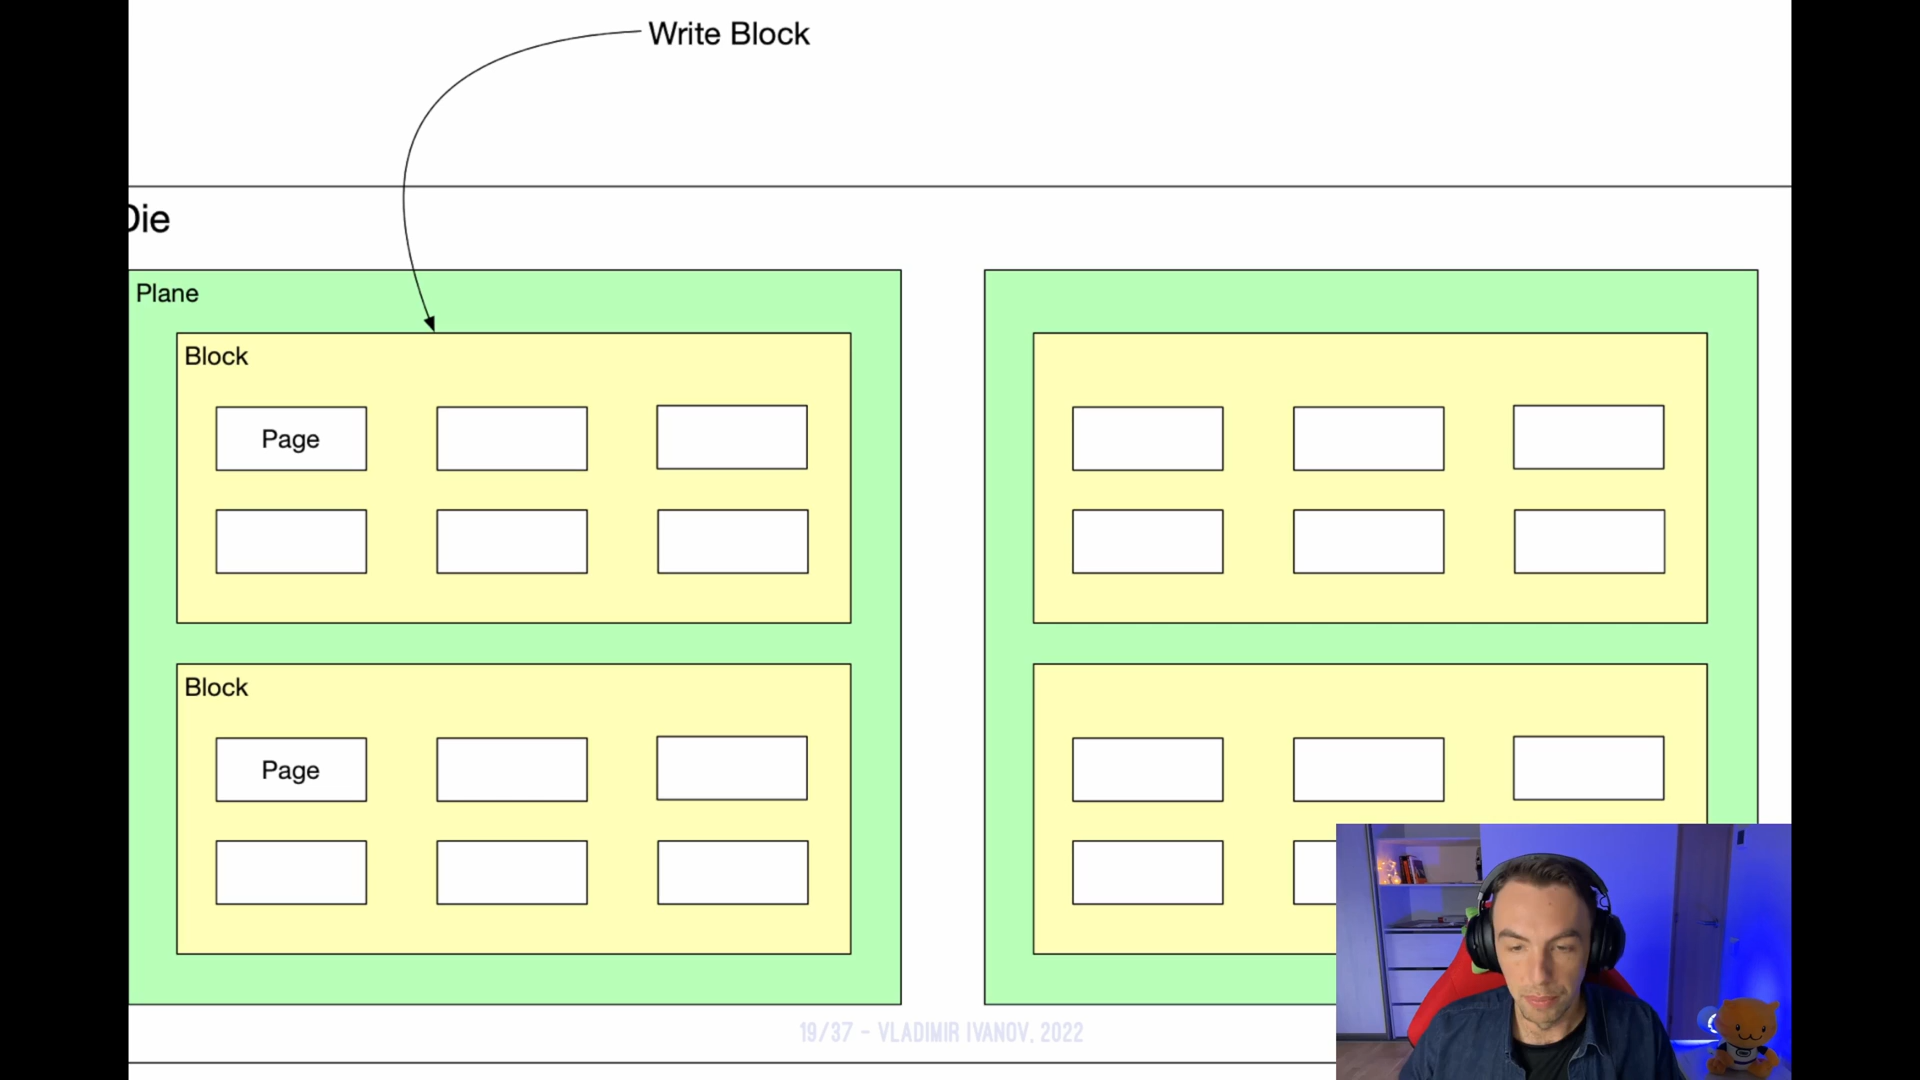 Write Block
Die
Plane
Block
Page
Block
Page
19/37 – VLADIMIR IVANOV, 2022